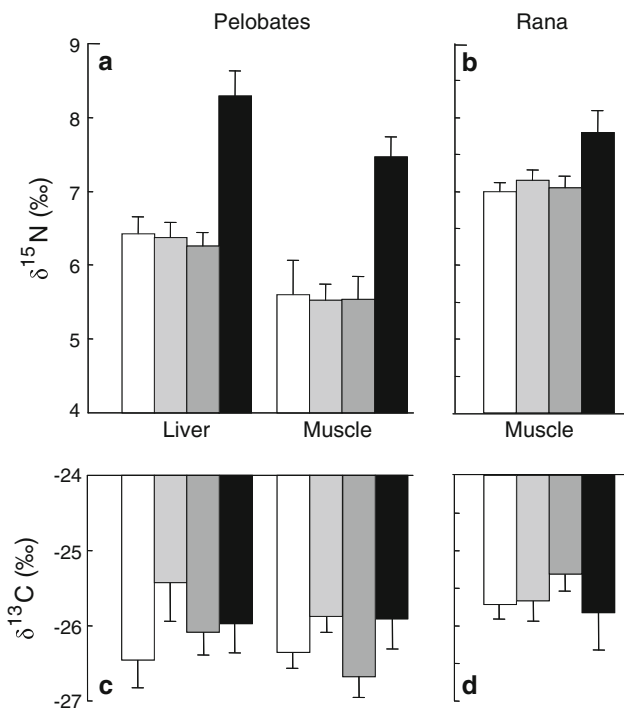 Pelobates Rana
9 a b
8
7
δ¹⁵N (‰)
6
5
4
Liver Muscle Muscle
-24
-25
δ¹³C (‰)
-26
-27 c d